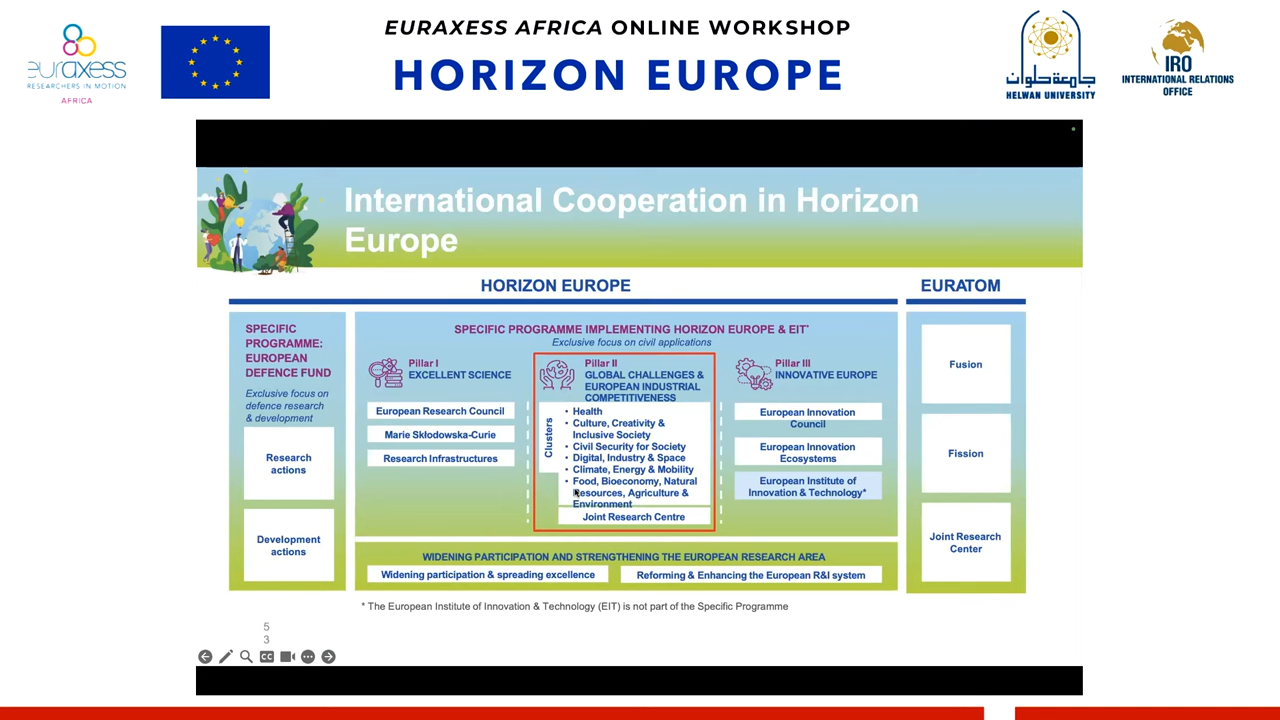 EURAXESS AFRICA ONLINE WORKSHOP
HORIZON EUROPE
euraxess
RESEARCHERS IN MOTION
AFRICA
جامعة حلوان
HELWAN UNIVERSITY
IRO
INTERNATIONAL RELATIONS
OFFICE
International Cooperation in Horizon
Europe
HORIZON EUROPE
EURATOM
SPECIFIC
PROGRAMME:
EUROPEAN
DEFENCE FUND
Exclusive focus on
defence research
& development
Research
actions
Development
actions
SPECIFIC PROGRAMME IMPLEMENTING HORIZON EUROPE & EIT*
Exclusive focus on civil applications
Pillar I
EXCELLENT SCIENCE
European Research Council
Marie Skłodowska-Curie
Research Infrastructures
Pillar II
GLOBAL CHALLENGES &
EUROPEAN INDUSTRIAL
COMPETITIVENESS
Clusters
• Health
• Culture, Creativity &
Inclusive Society
• Civil Security for Society
• Digital, Industry & Space
• Climate, Energy & Mobility
• Food, Bioeconomy, Natural
Resources, Agriculture &
Environment
Joint Research Centre
Pillar III
INNOVATIVE EUROPE
European Innovation
Council
European Innovation
Ecosystems
European Institute of
Innovation & Technology*
WIDENING PARTICIPATION AND STRENGTHENING THE EUROPEAN RESEARCH AREA
Widening participation & spreading excellence
Reforming & Enhancing the European R&I system
Fusion
Fission
Joint Research
Center
* The European Institute of Innovation & Technology (EIT) is not part of the Specific Programme
5
3
CC